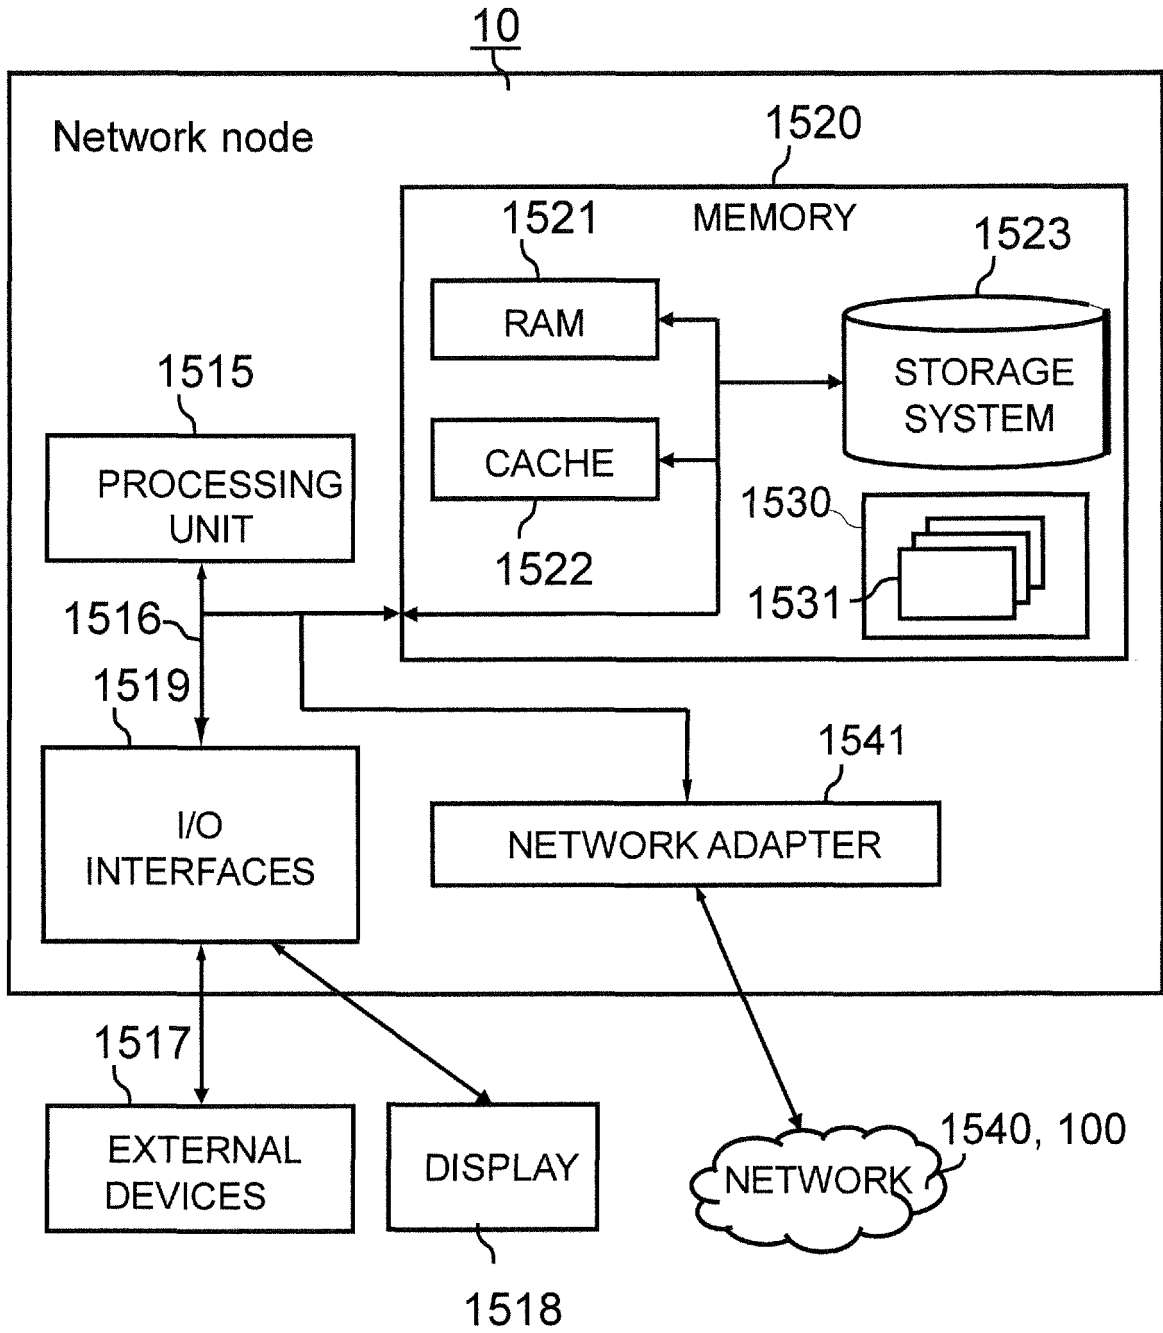 10
Network node
1520
MEMORY
1521
RAM
1523
STORAGE
SYSTEM
1515
PROCESSING
UNIT
CACHE
1522
1530
1531
1516
1519
I/O
INTERFACES
1541
NETWORK ADAPTER
1517
EXTERNAL
DEVICES
DISPLAY
1518
NETWORK
1540, 100